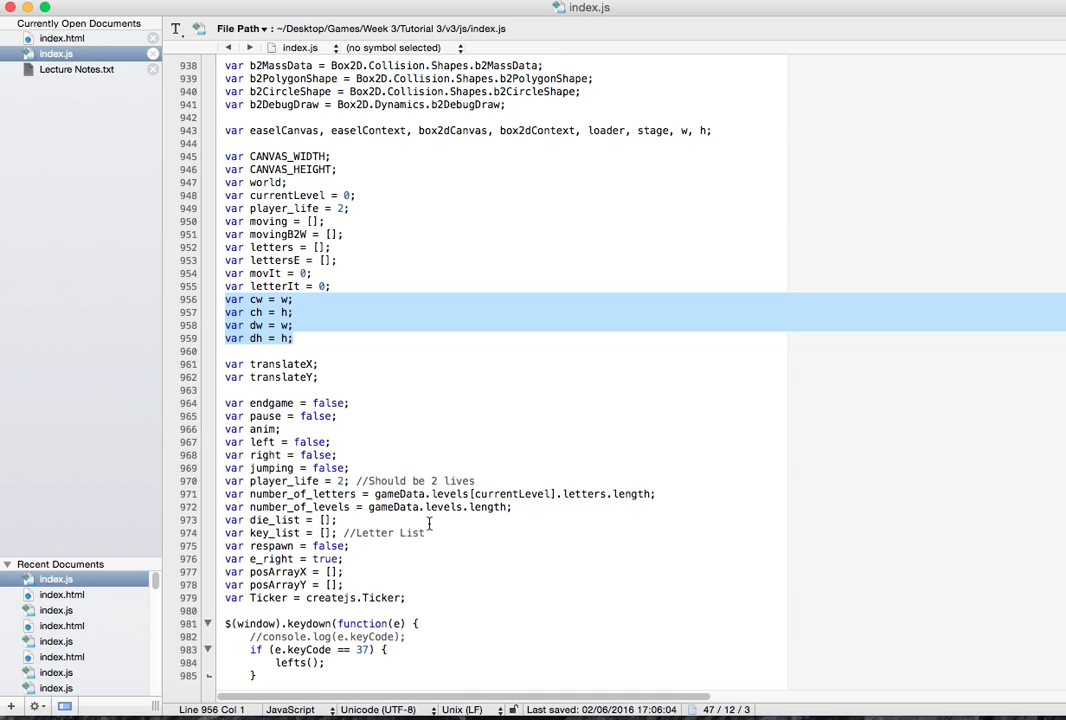 index.js
Currently Open Documents
index.html
index.js
Lecture Notes.txt
File Path ▾ : ~/Desktop/Games/Week 3/Tutorial 3/v3/js/index.js
index.js (no symbol selected)
938 var b2MassData = Box2D.Collision.Shapes.b2MassData;
939 var b2PolygonShape = Box2D.Collision.Shapes.b2PolygonShape;
940 var b2CircleShape = Box2D.Collision.Shapes.b2CircleShape;
941 var b2DebugDraw = Box2D.Dynamics.b2DebugDraw;
942
943 var easelCanvas, easelContext, box2dCanvas, box2dContext, loader, stage, w, h;
944
945 var CANVAS_WIDTH;
946 var CANVAS_HEIGHT;
947 var world;
948 var currentLevel = 0;
949 var player_life = 2;
950 var moving = [];
951 var movingB2W = [];
952 var letters = [];
953 var lettersE = [];
954 var movIt = 0;
955 var letterIt = 0;
956 var cw = w;
957 var ch = h;
958 var dw = w;
959 var dh = h;
960
961 var translateX;
962 var translateY;
963
964 var endgame = false;
965 var pause = false;
966 var anim;
967 var left = false;
968 var right = false;
969 var jumping = false;
970 var player_life = 2; //Should be 2 lives
971 var number_of_letters = gameData.levels[currentLevel].letters.length;
972 var number_of_levels = gameData.levels.length;
973 var die_list = [];
974 var key_list = []; //Letter List
975 var respawn = false;
976 var e_right = true;
977 var posArrayX = [];
978 var posArrayY = [];
979 var Ticker = createjs.Ticker;
980
981 $(window).keydown(function(e) {
982 //console.log(e.keyCode);
983 if (e.keyCode == 37) {
984 lefts();
985 }
Recent Documents
index.js
index.html
index.js
index.html
index.js
index.html
index.js
index.js
Line 956 Col 1 JavaScript Unicode (UTF-8) Unix (LF) Last saved: 02/06/2016 17:06:04 47 / 12 / 3